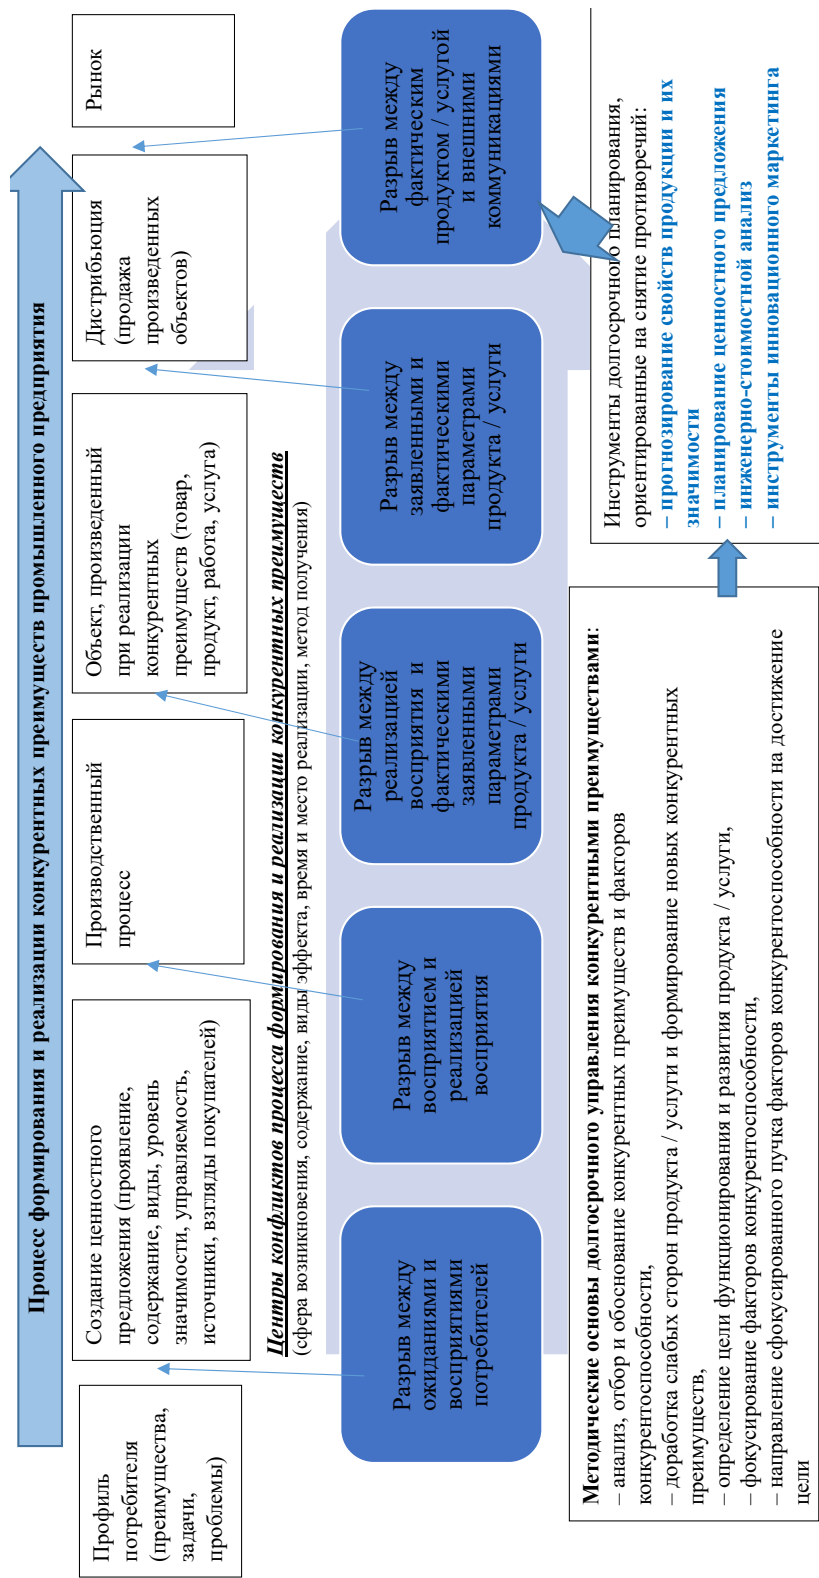 Процесс формирования и реализации конкурентных преимуществ промышленного предприятия
Профиль
потребителя
(преимущества,
задачи,
проблемы)
Создание ценностного
предложения (проявление,
содержание, виды, уровень
значимости, управляемость,
источники, взгляды покупателей)
Производственный
процесс
Объект, произведенный
при реализации
конкурентных
преимуществ (товар,
продукт, работа, услуга)
Дистрибьюция
(продажа
произведенных
объектов)
Рынок
Центры конфликтов процесса формирования и реализации конкурентных преимуществ
(сфера возникновения, содержание, виды эффекта, время и место реализации, метод получения)
Разрыв между
ожиданиями и
восприятиями
потребителей
Разрыв между
восприятием и
реализацией
восприятия
Разрыв между
реализацией
восприятия и
фактическими
заявленными
параметрами
продукта / услуги
Разрыв между
заявленными и
фактическими
параметрами
продукта / услуги
Разрыв между
фактическим
продуктом / услугой
и внешними
коммуникациями
Методические основы долгосрочного управления конкурентными преимуществами:
– анализ, отбор и обоснование конкурентных преимуществ и факторов
конкурентоспособности,
– доработка слабых сторон продукта / услуги и формирование новых конкурентных
преимуществ,
– определение цели функционирования и развития продукта / услуги,
– фокусирование факторов конкурентоспособности,
– направление сфокусированного пучка факторов конкурентоспособности на достижение
цели
Инструменты долгосрочного планирования,
ориентированные на снятие противоречий:
– прогнозирование свойств продукции и их
значимости
– планирование ценностного предложения
– инженерно-стоимостной анализ
– инструменты инновационного маркетинга